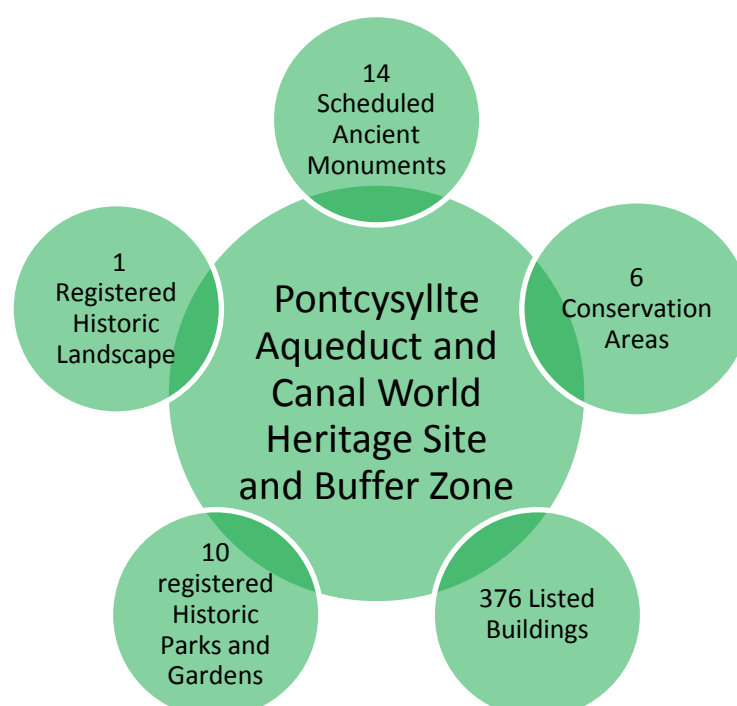 14
Scheduled
Ancient
Monuments
1
Registered
Historic
Landscape
6
Conservation
Areas
Pontcysyllte
Aqueduct and
Canal World
Heritage Site
and Buffer Zone
10
registered
Historic
Parks and
Gardens
376 Listed
Buildings